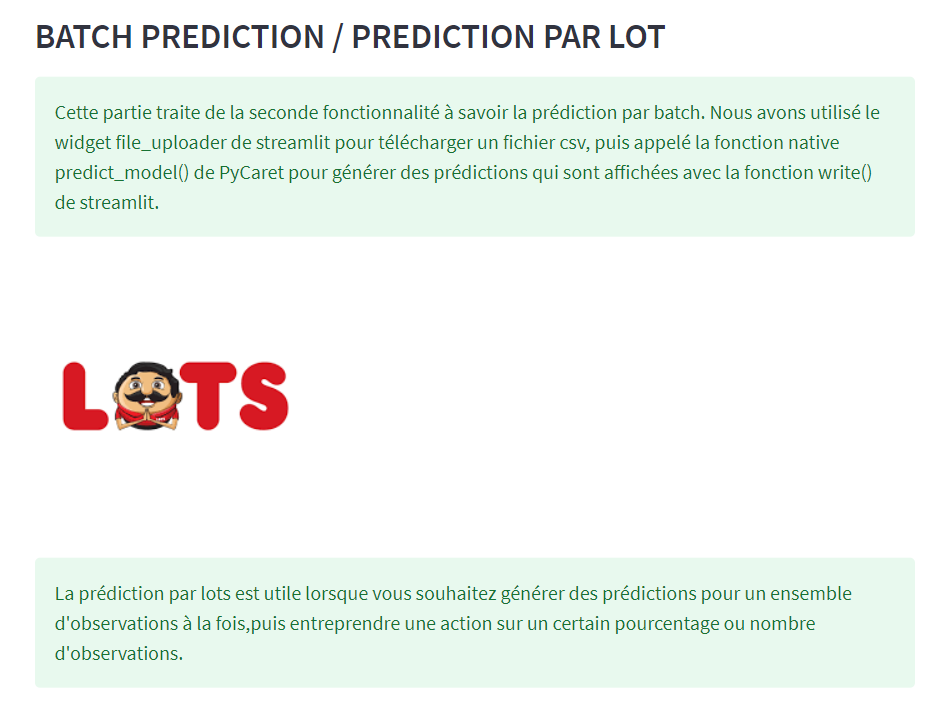 BATCH PREDICTION / PREDICTION PAR LOT
Cette partie traite de la seconde fonctionnalité à savoir la prédiction par batch. Nous avons utilisé le
widget file_uploader de streamlit pour télécharger un fichier csv, puis appelé la fonction native
predict_model() de PyCaret pour générer des prédictions qui sont affichées avec la fonction write()
de streamlit.
LOTS
La prédiction par lots est utile lorsque vous souhaitez générer des prédictions pour un ensemble
d'observations à la fois,puis entreprendre une action sur un certain pourcentage ou nombre
d'observations.